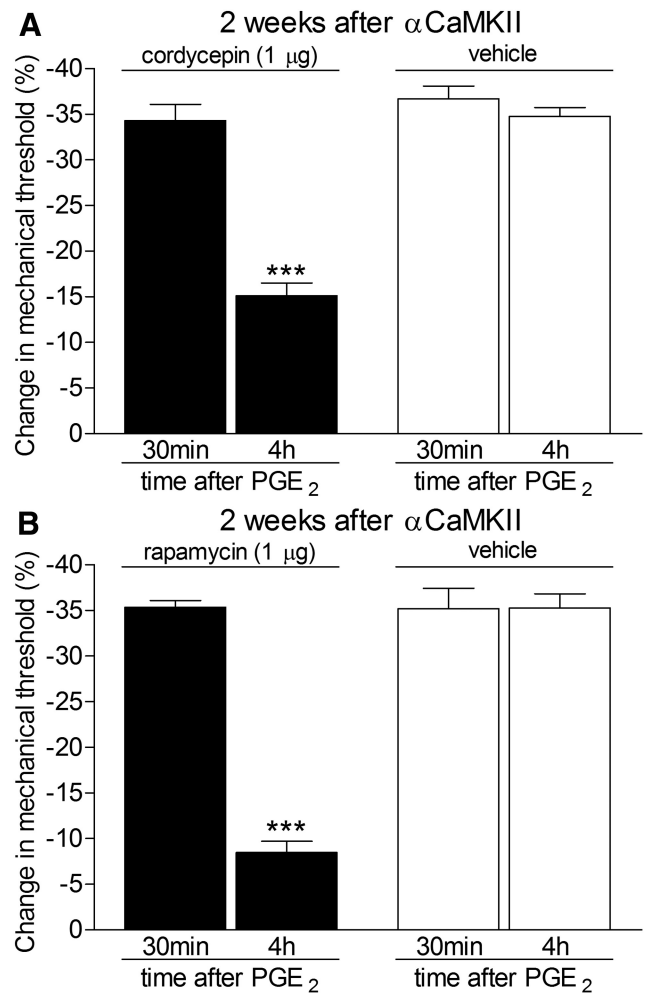 A
2 weeks after αCaMKII
cordycepin (1 μg)
vehicle
Change in mechanical threshold (%)
-40
-35
-30
-25
-20
-15
-10
-5
0
***
30min 4h 30min 4h
time after PGE2 time after PGE2
B
2 weeks after αCaMKII
rapamycin (1 μg)
vehicle
Change in mechanical threshold (%)
-40
-35
-30
-25
-20
-15
-10
-5
0
***
30min 4h 30min 4h
time after PGE2 time after PGE2